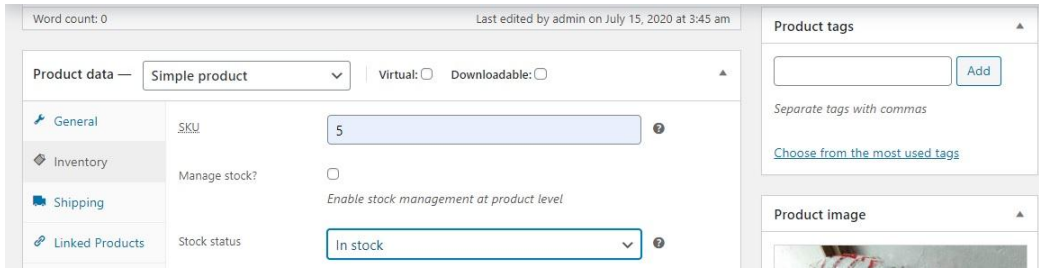 Word count: 0
Last edited by admin on July 15, 2020 at 3:45 am
Product data — Simple product Virtual: Downloadable:
General
Inventory
Shipping
Linked Products
SKU 5
Manage stock?
Enable stock management at product level
Stock status In stock
Product tags
Add
Separate tags with commas
Choose from the most used tags
Product image